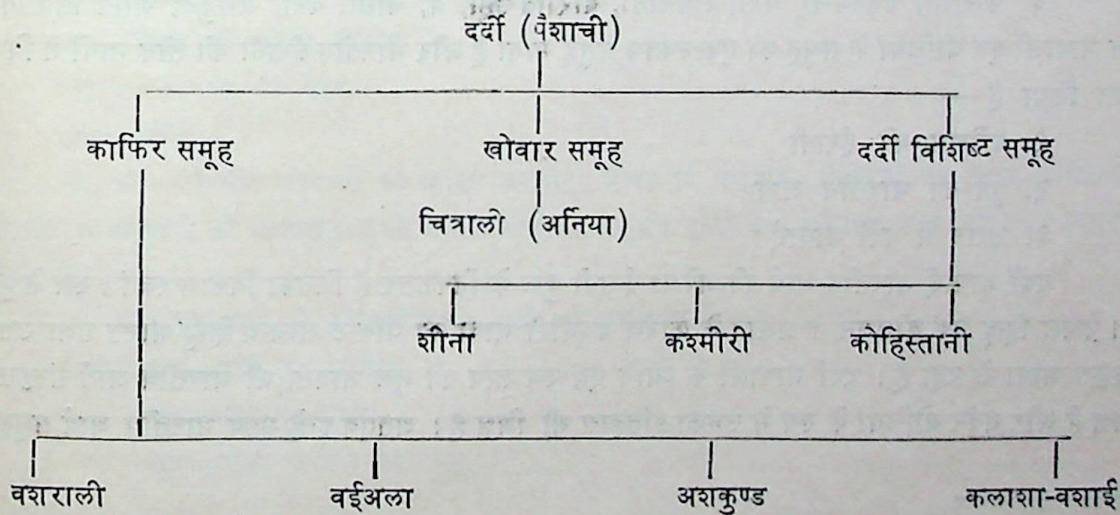 दर्दी (पैशाची)
काफिर समूह खोवार समूह दर्दी विशिष्ट समूह
चित्रालो (अर्निया)
शीना कश्मीरी कोहिस्तानी
वशराली वईअला अशकुण्ड कलाशा-वशाई